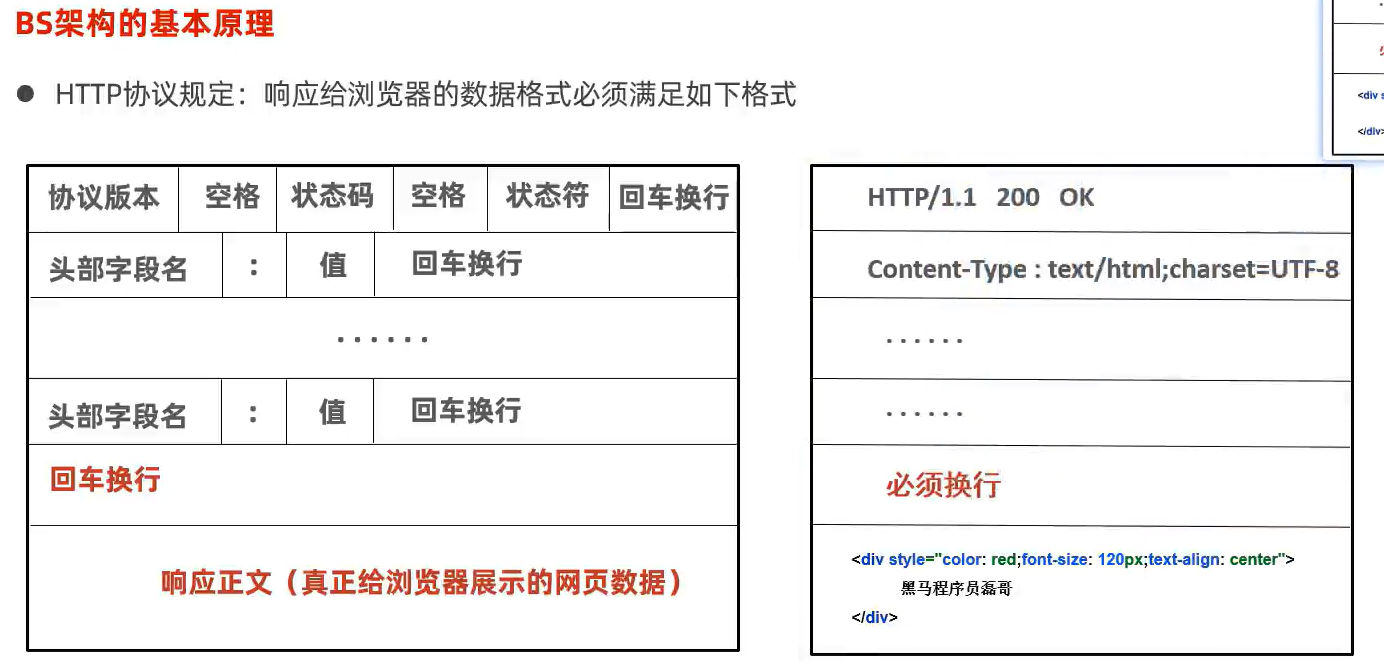 BS架构的基本原理
● HTTP协议规定：响应给浏览器的数据格式必须满足如下格式
协议版本 空格 状态码 空格 状态符 回车换行
头部字段名 : 值 回车换行
······
头部字段名 : 值 回车换行
回车换行
响应正文（真正给浏览器展示的网页数据）
HTTP/1.1 200 OK
Content-Type : text/html;charset=UTF-8
······
······
必须换行
<div style="color: red;font-size: 120px;text-align: center">
黑马程序员磊哥
</div>
<div s
</div>